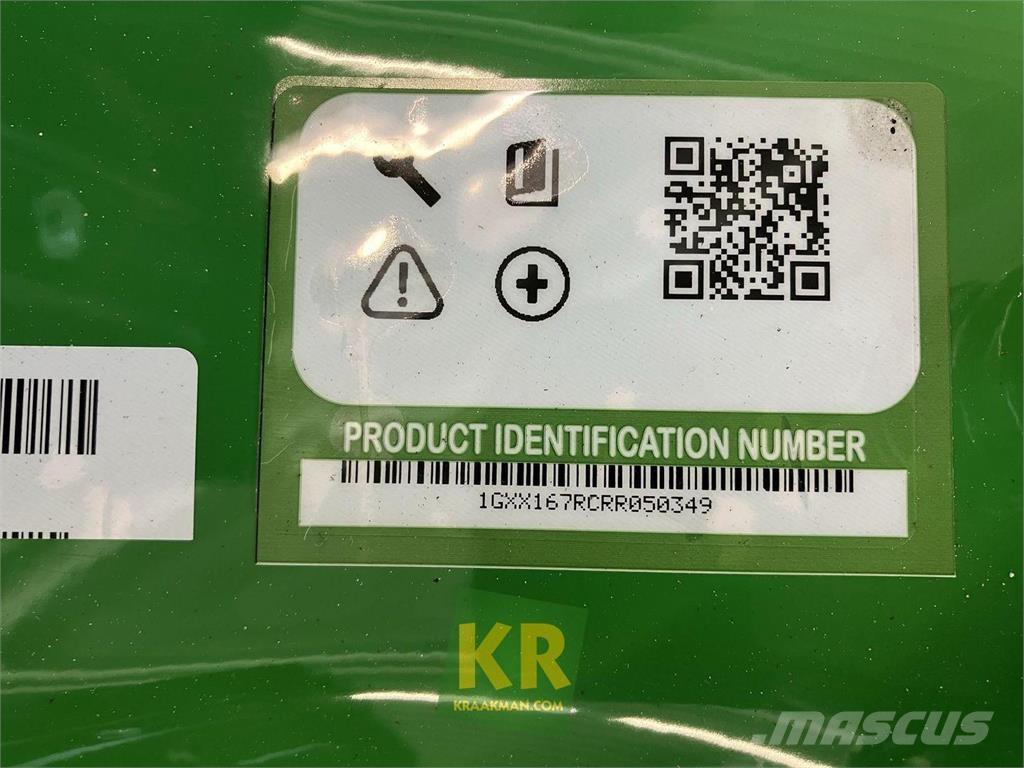 PRODUCT IDENTIFICATION NUMBER
1GXX167RCRR050349
KR
KRAAKMAN.COM
MASCUS